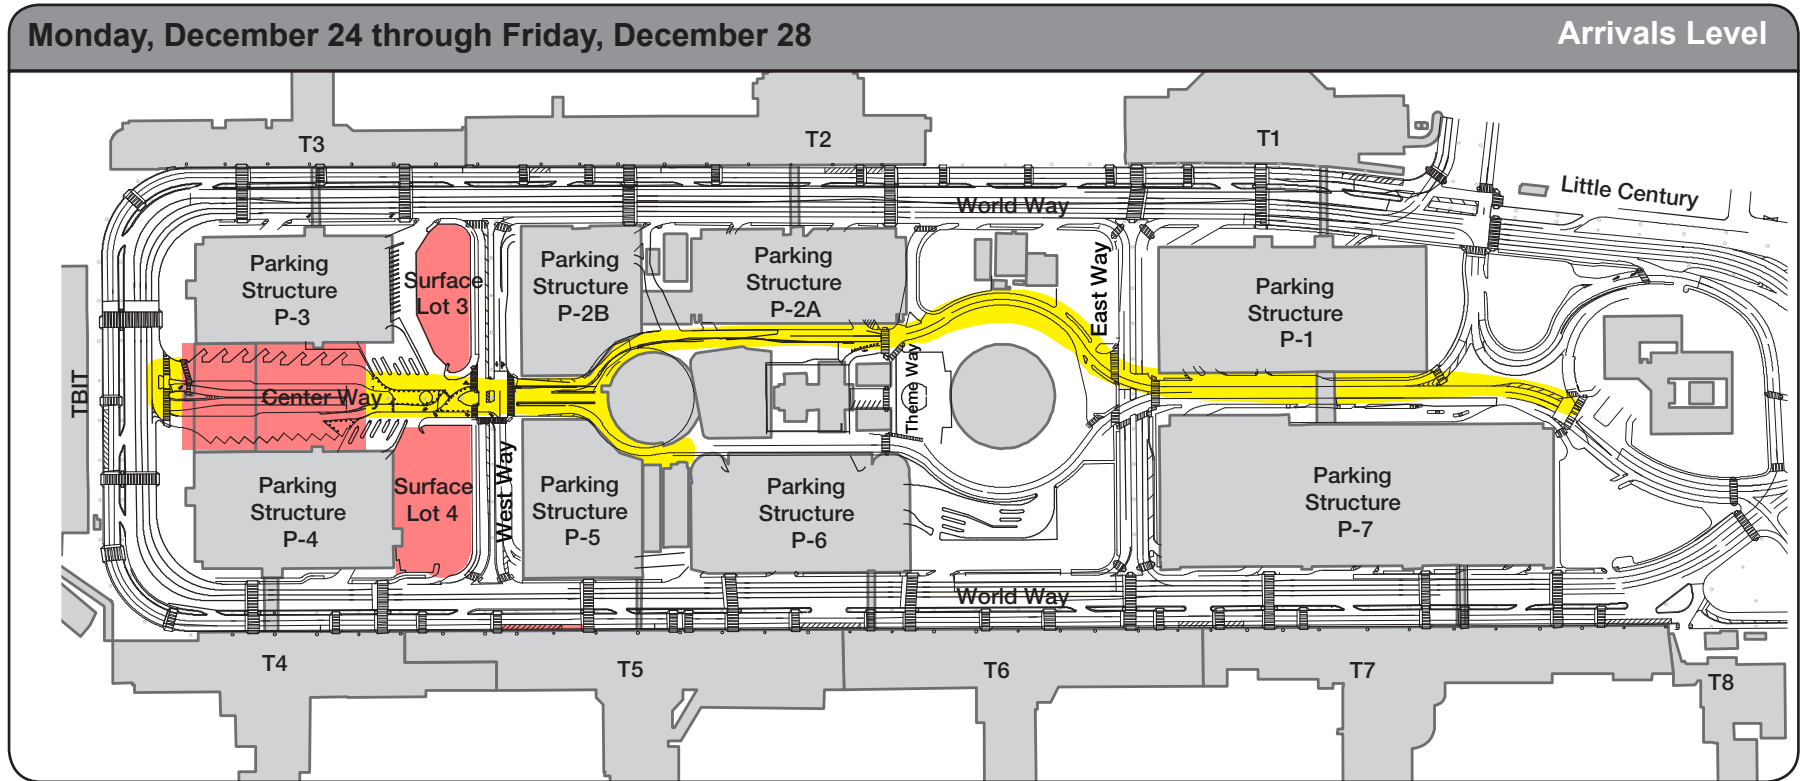 Monday, December 24 through Friday, December 28
Arrivals Level
T3
T2
T1
Little Century
World Way
Parking
Structure
P-3
Surface
Lot 3
Parking
Structure
P-2B
Parking
Structure
P-2A
East Way
Parking
Structure
P-1
TBIT
Center Way
Theme Way
Parking
Structure
P-4
Surface
Lot 4
West Way
Parking
Structure
P-5
Parking
Structure
P-6
Parking
Structure
P-7
World Way
T4
T5
T6
T7
T8